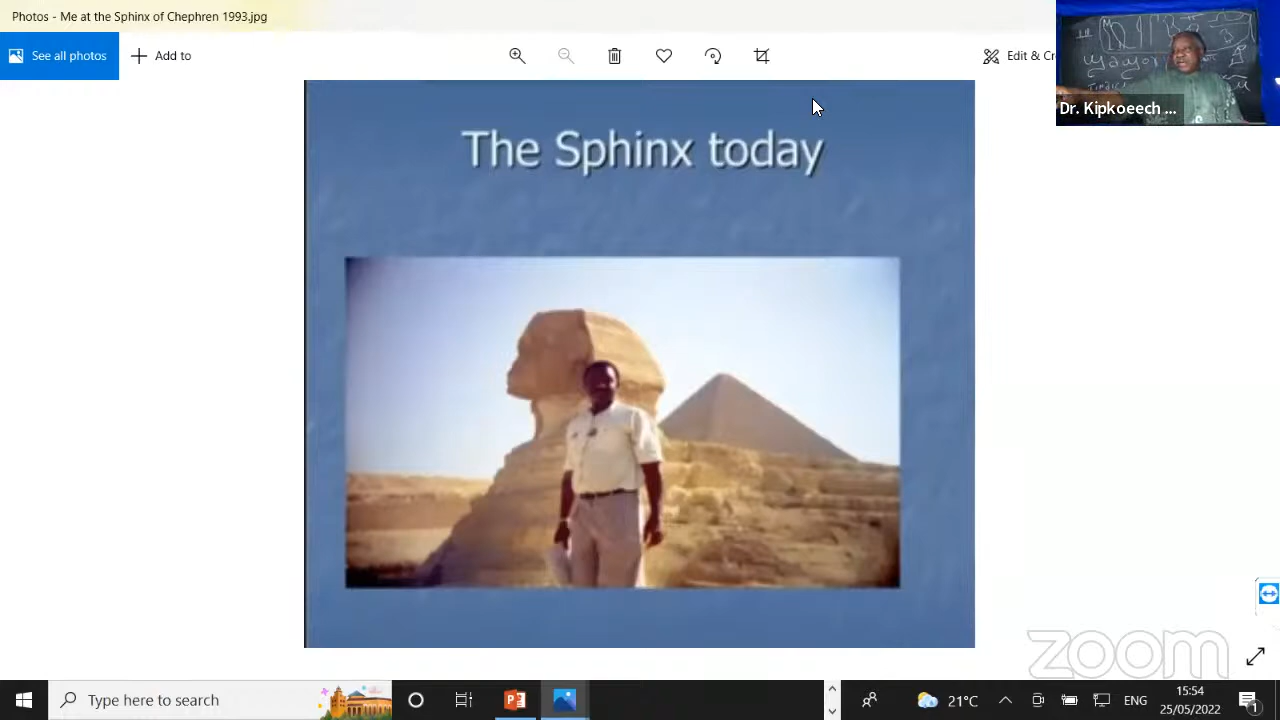 Photos - Me at the Sphinx of Chephren 1993.jpg
See all photos
Add to
Edit & Cr
Dr. Kipkoeech ...
The Sphinx today
zoom
Type here to search
21°C
ENG
15:54
25/05/2022
1